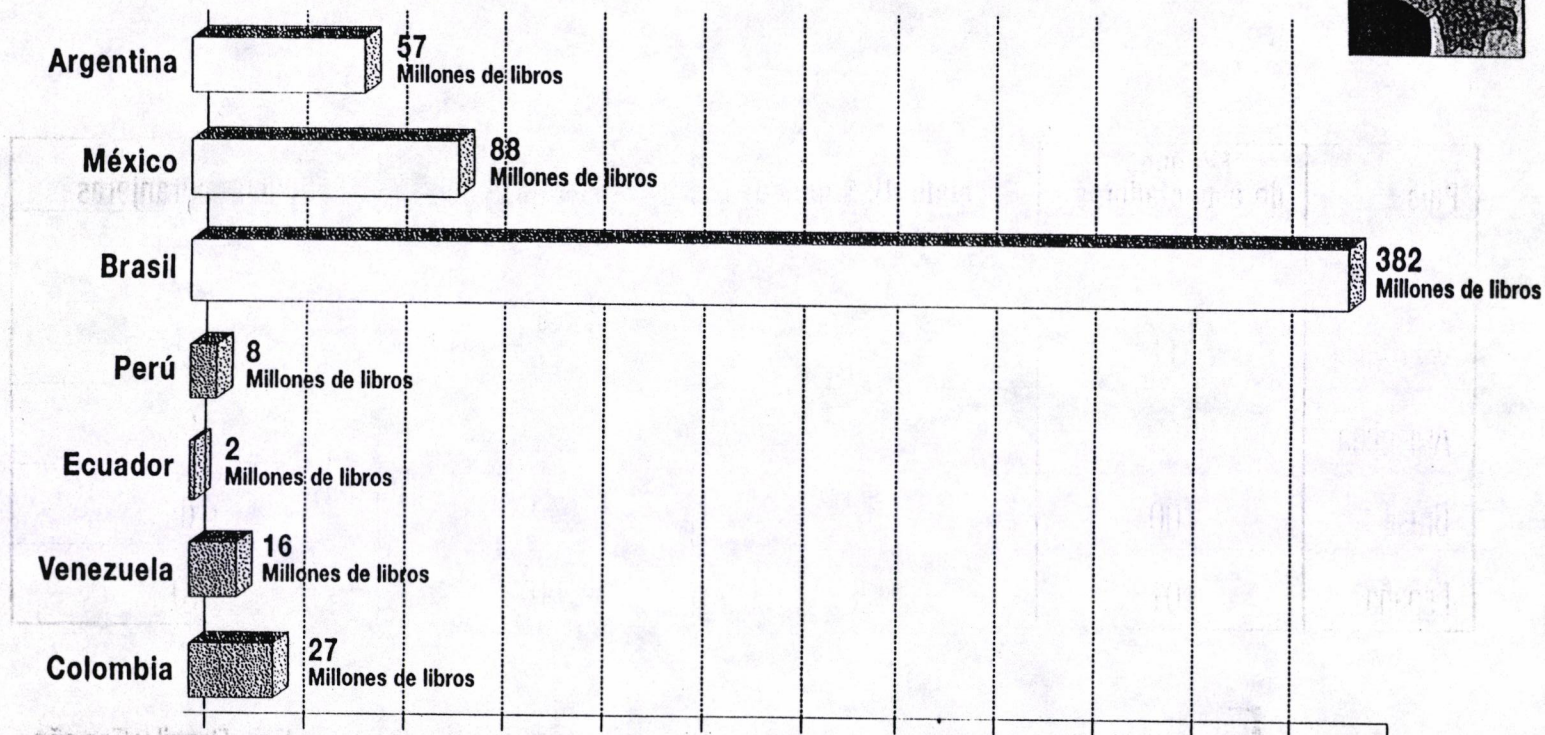 Argentina
57
Millones de libros
México
88
Millones de libros
Brasil
382
Millones de libros
Perú
8
Millones de libros
Ecuador
2
Millones de libros
Venezuela
16
Millones de libros
Colombia
27
Millones de libros